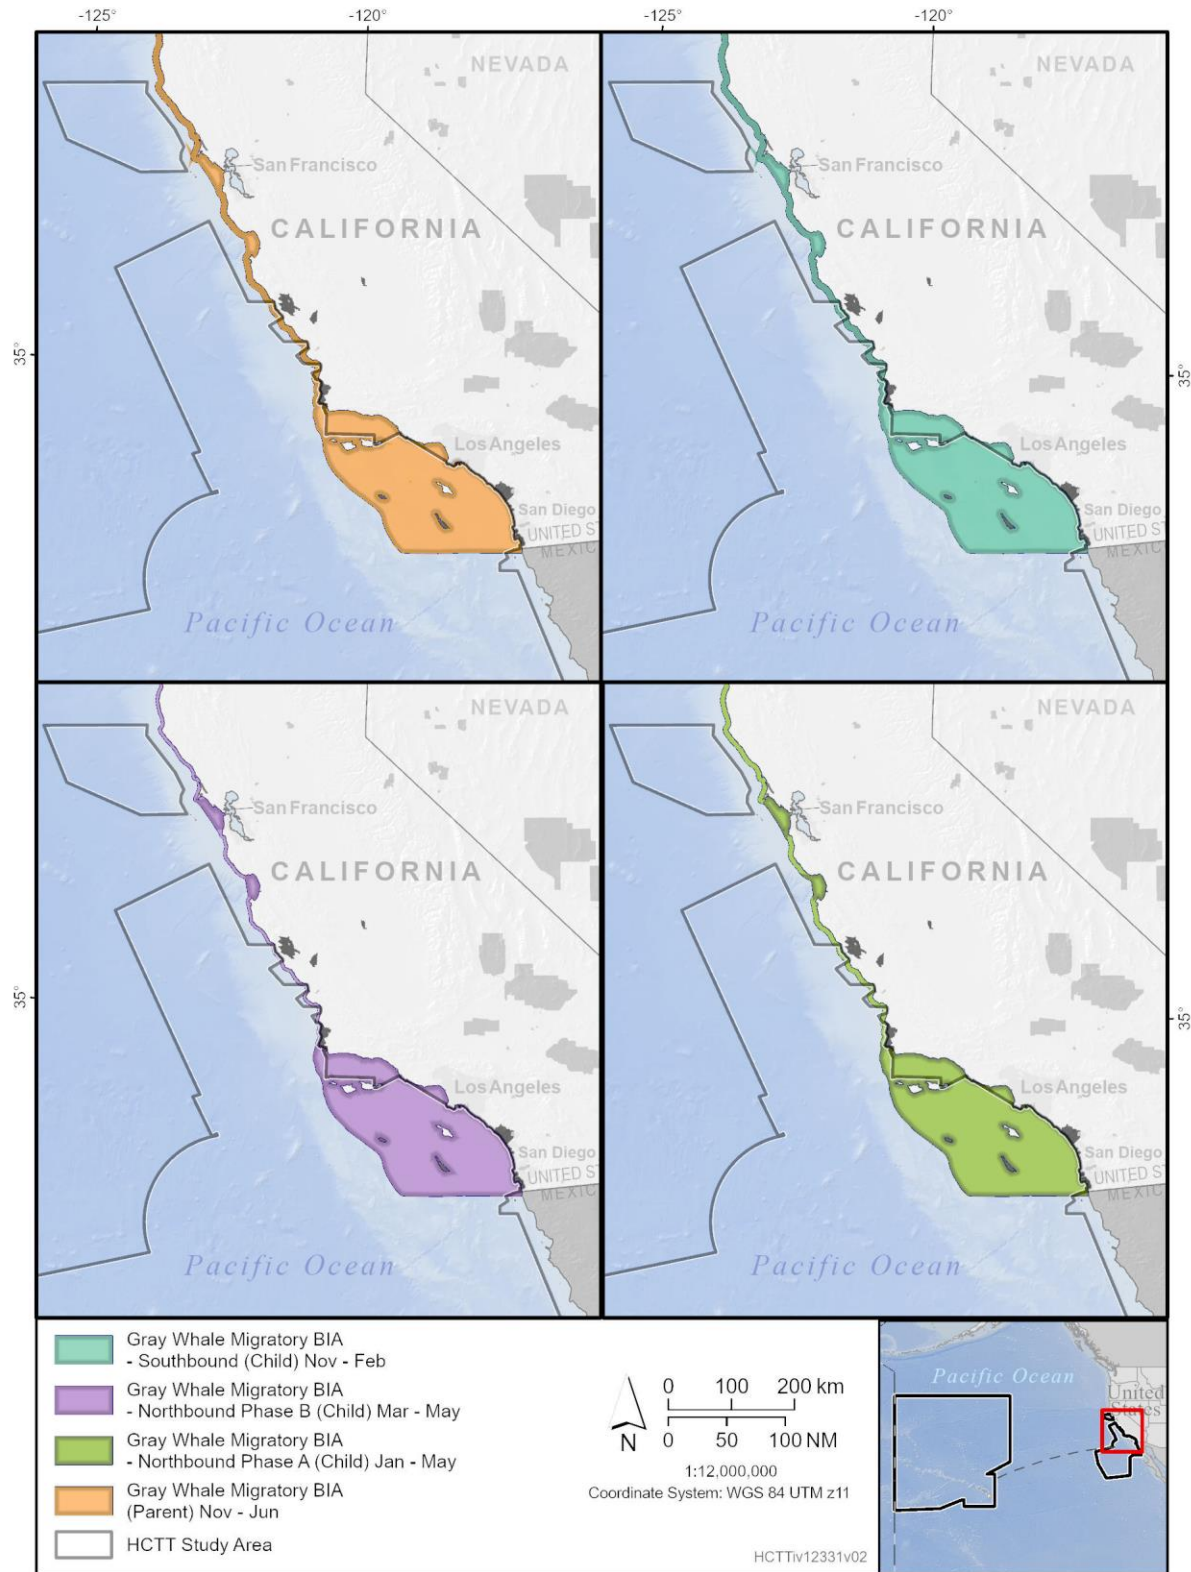 -125°
-120°
-125°
-120°
NEVADA
San Francisco
CALIFORNIA
35°
Los Angeles
San Diego
UNITED ST
MEXIC
Pacific Ocean
NEVADA
San Francisco
CALIFORNIA
35°
Los Angeles
San Diego
UNITED ST
MEXIC
Pacific Ocean
NEVADA
San Francisco
CALIFORNIA
35°
Los Angeles
San Diego
UNITED ST
MEXIC
Pacific Ocean
NEVADA
San Francisco
CALIFORNIA
35°
Los Angeles
San Diego
UNITED ST
MEXIC
Pacific Ocean
Gray Whale Migratory BIA
- Southbound (Child) Nov - Feb
Gray Whale Migratory BIA
- Northbound Phase B (Child) Mar - May
Gray Whale Migratory BIA
- Northbound Phase A (Child) Jan - May
Gray Whale Migratory BIA
(Parent) Nov - Jun
HCTT Study Area
N
0 100 200 km
0 50 100 NM
1:12,000,000
Coordinate System: WGS 84 UTM z11
HCTTiv12331v02
Pacific Ocean
United
States